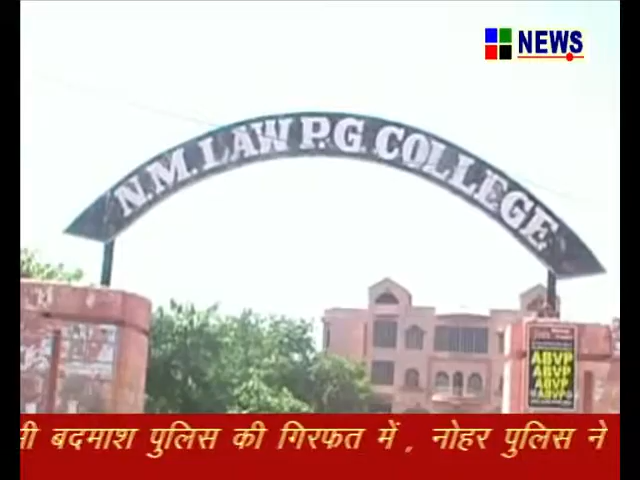 NEWS
N.M. LAW P.G. COLLEGE
ABVP
ABVP
ABVP
ABVP
ी बदमाश पुलिस की गिरफ्त में , नोहर पुलिस ने